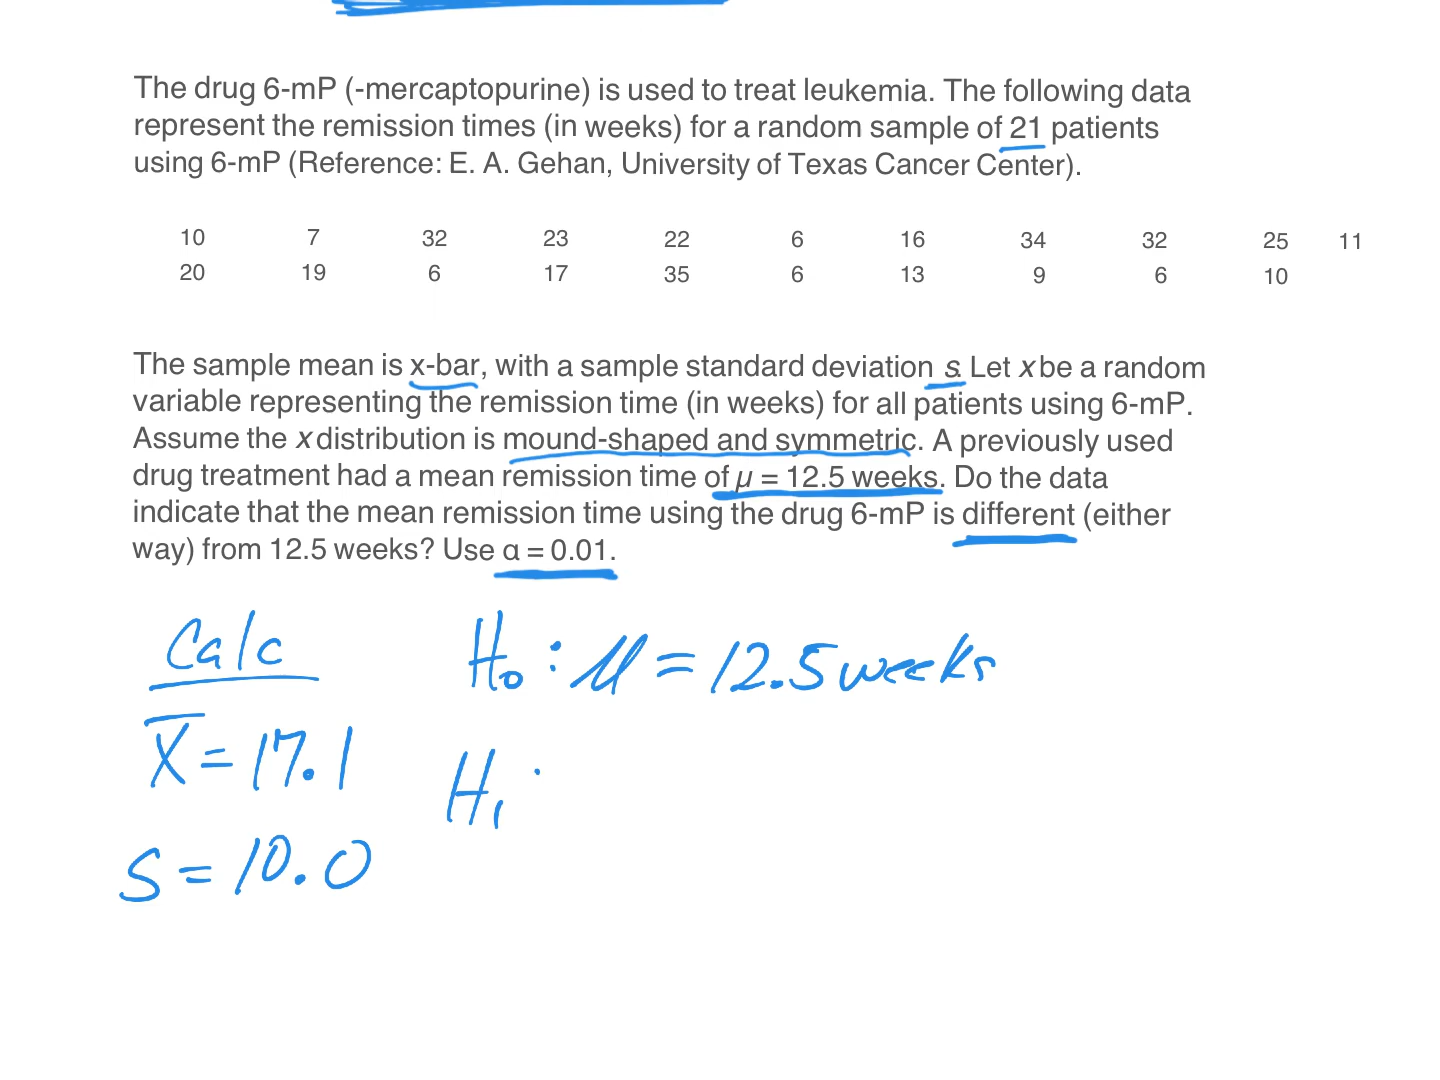 The drug 6-mP (-mercaptopurine) is used to treat leukemia. The following data
represent the remission times (in weeks) for a random sample of 21 patients
using 6-mP (Reference: E. A. Gehan, University of Texas Cancer Center).
10 7 32 23 22 6 16 34 32 25 11
20 19 6 17 35 6 13 9 6 10
The sample mean is x-bar, with a sample standard deviation s. Let x be a random
variable representing the remission time (in weeks) for all patients using 6-mP.
Assume the x distribution is mound-shaped and symmetric. A previously used
drug treatment had a mean remission time of μ = 12.5 weeks. Do the data
indicate that the mean remission time using the drug 6-mP is different (either
way) from 12.5 weeks? Use α = 0.01.
Calc
H₀ : μ = 12.5 weeks
x̅ = 17.1
H₁ ·
s = 10.0